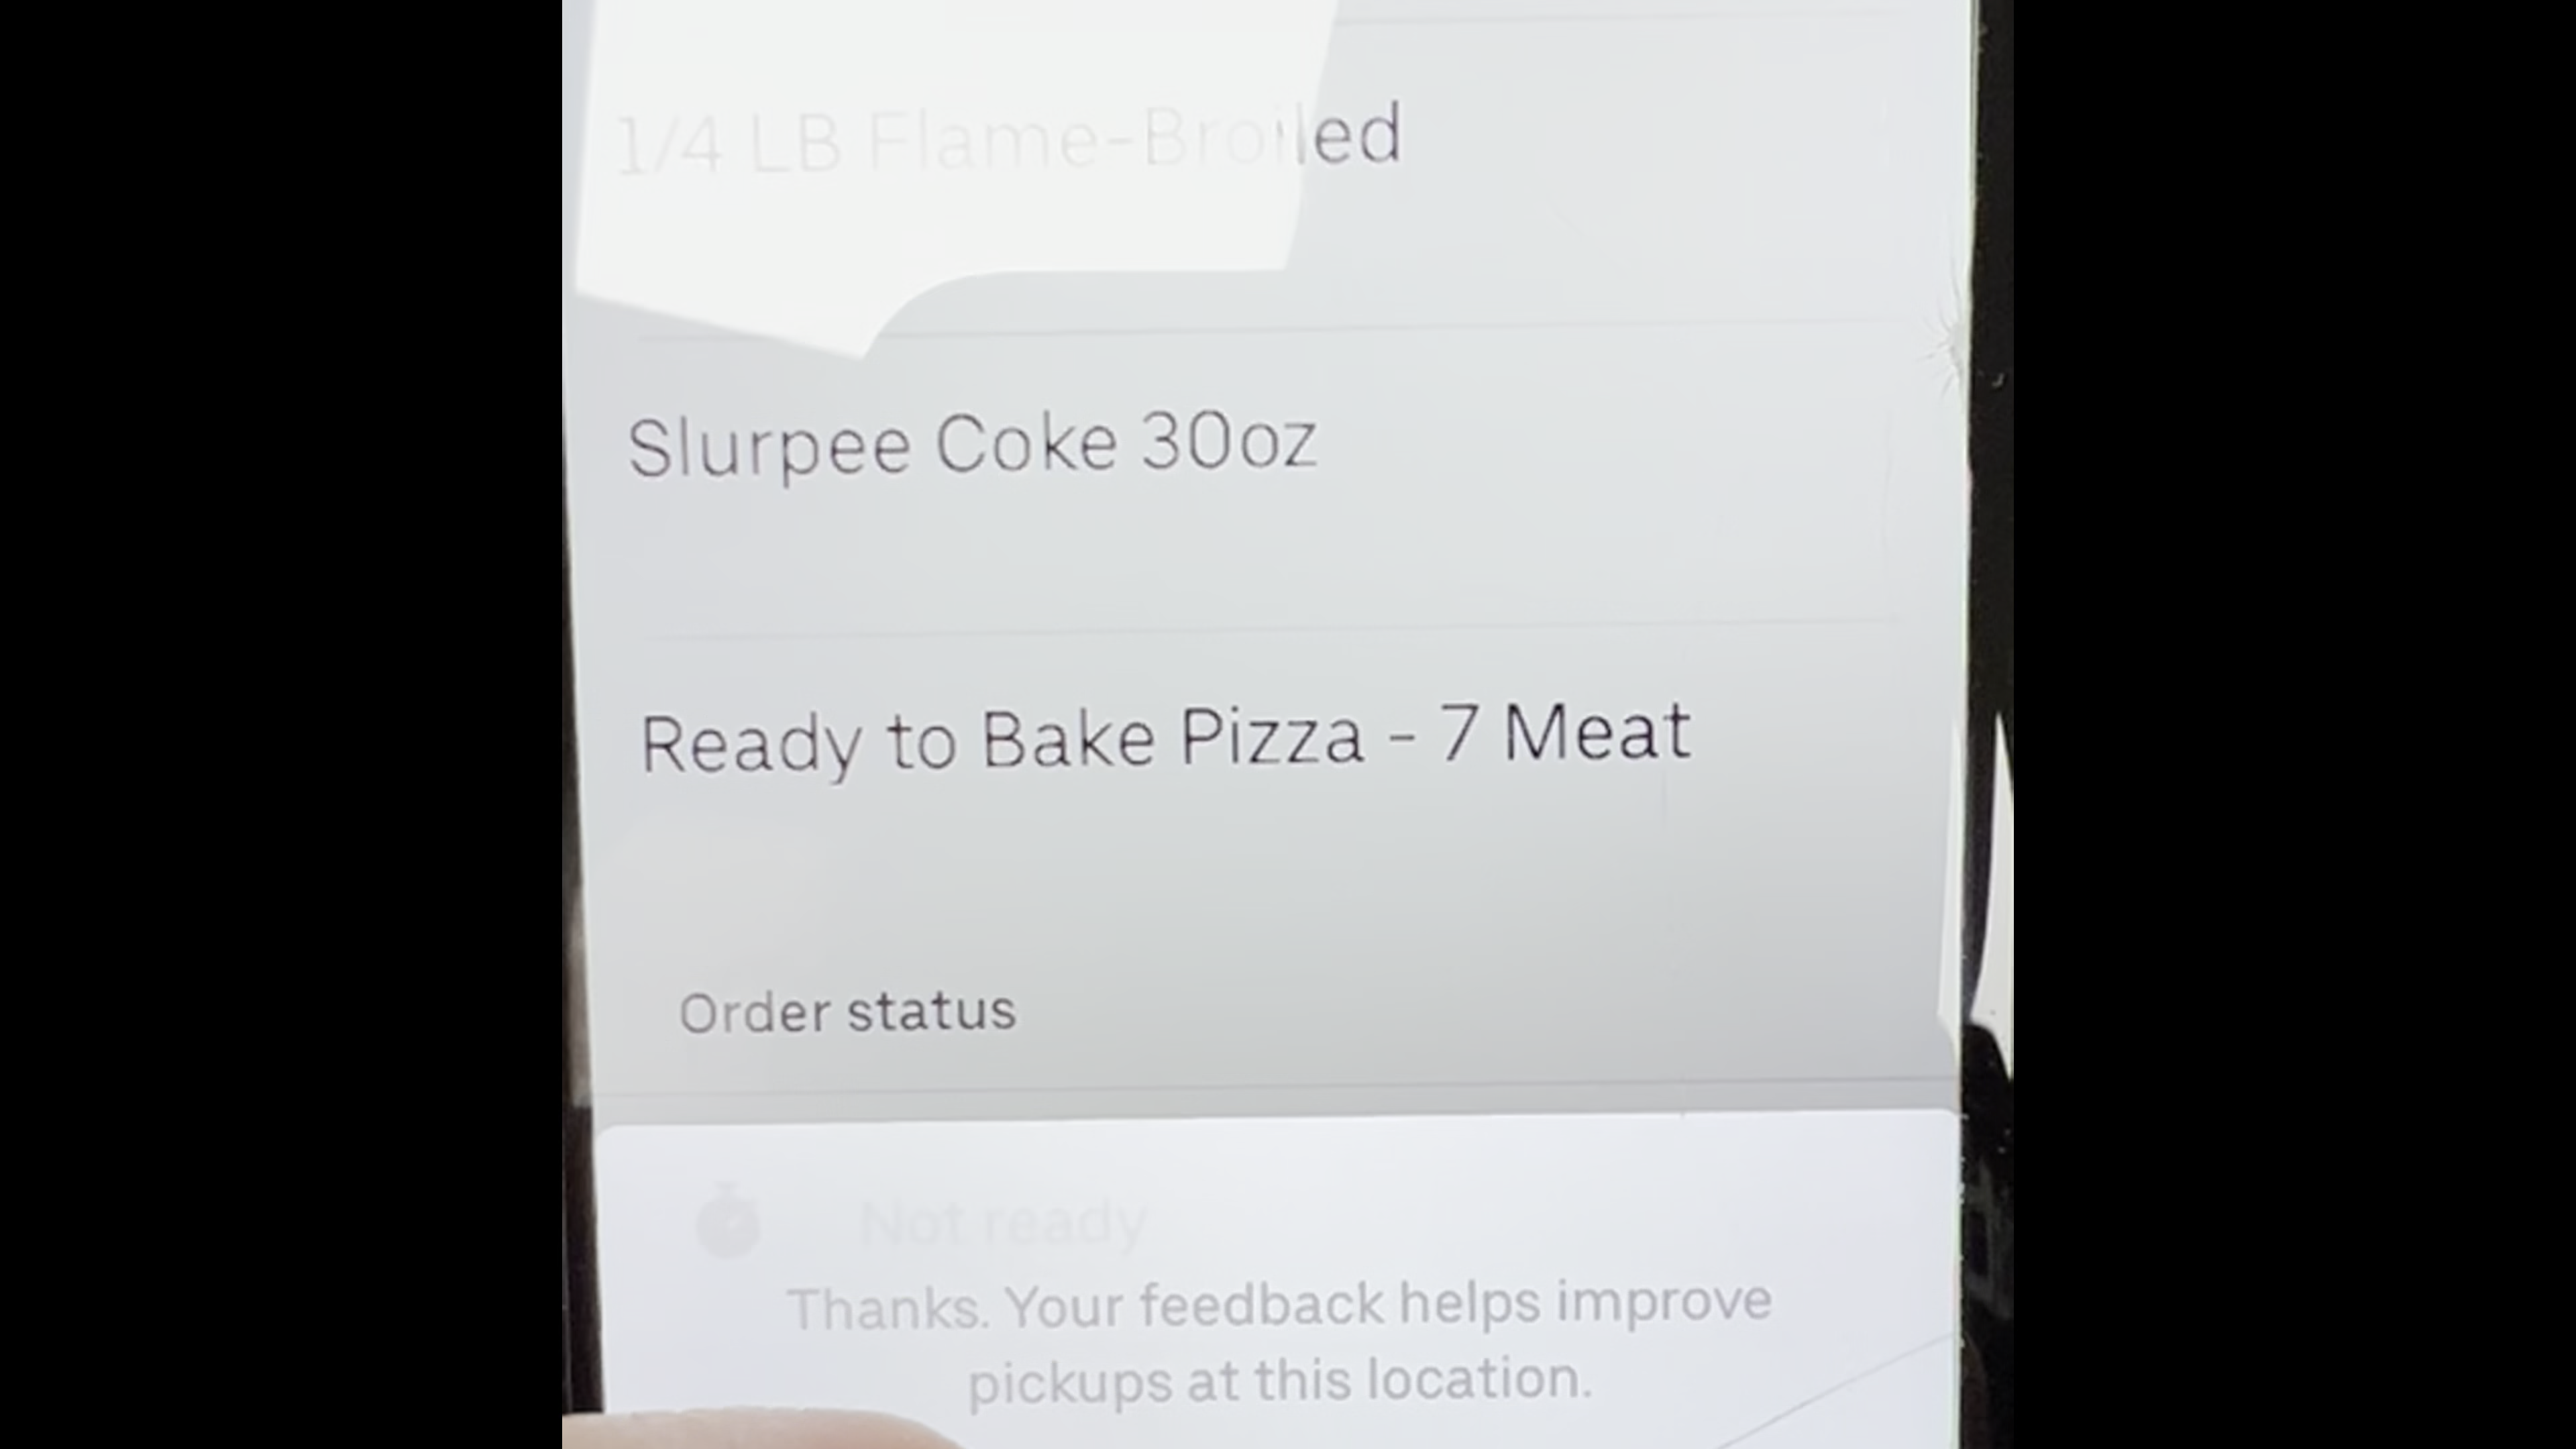 1/4 LB Flame-Broiled
Slurpee Coke 30oz
Ready to Bake Pizza - 7 Meat
Order status
Not ready
Thanks. Your feedback helps improve
pickups at this location.